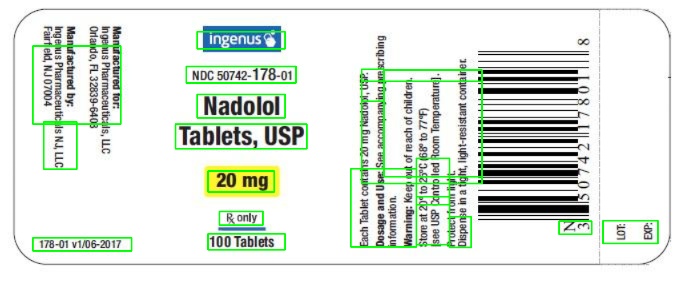 Manufactured for:
Ingenus Pharmaceuticals, LLC
Orlando, FL 32839-6408
Manufactured by:
Ingenus Pharmaceuticals NJ, LLC
Fairfield, NJ 07004
178-01 v1/06-2017
ingenus
NDC 50742-178-01
Nadolol
Tablets, USP
20 mg
Rx only
100 Tablets
Each Tablet contains 20 mg Nadolol, USP.
Dosage and Use: See accompanying prescribing
information.
Warning: Keep out of reach of children.
Store at 20° to 25°C (68° to 77°F)
[see USP Controlled Room Temperature].
Protect from light.
Dispense in a tight, light-resistant container.
N
3 50742 17801 8
LOT:
EXP: